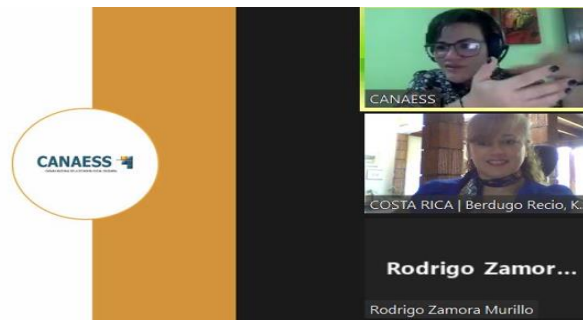 CANAESS
CANAESS
COSTA RICA | Berdugo Recio, K.
Rodrigo Zamor...
Rodrigo Zamora Murillo